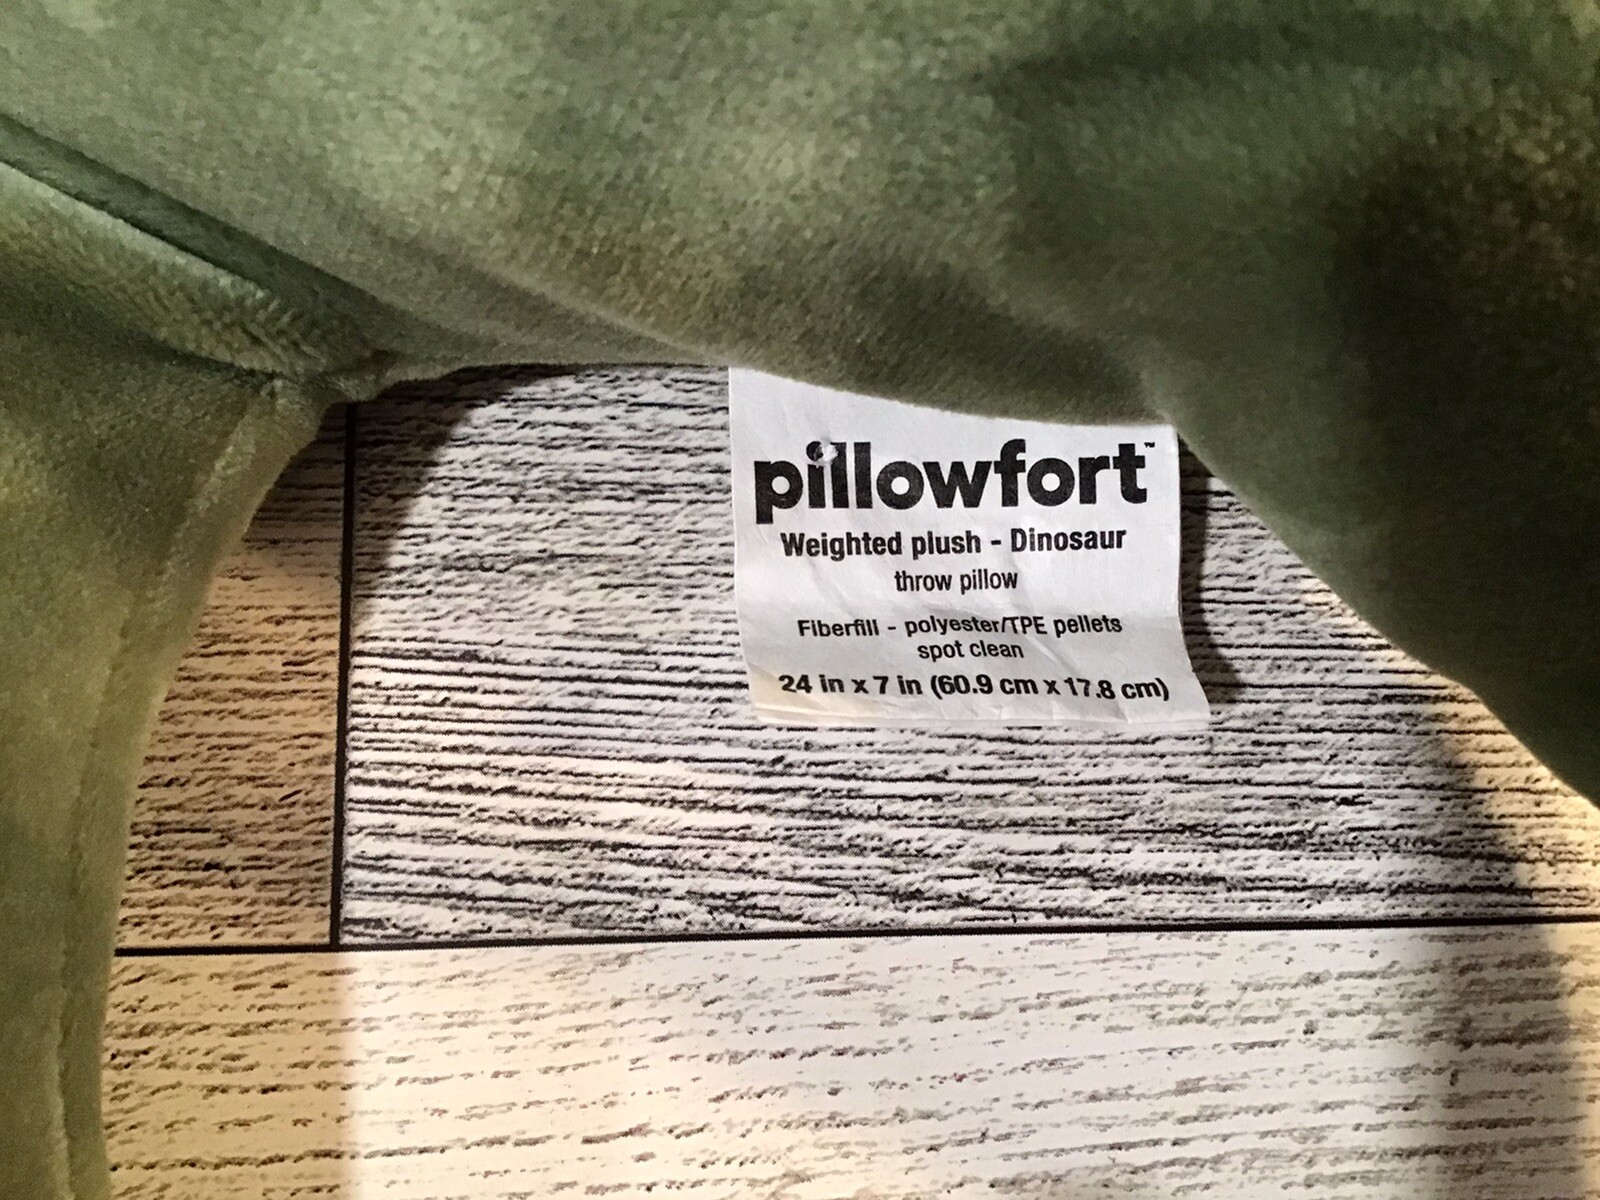 pillowfort™
Weighted plush - Dinosaur
throw pillow
Fiberfill - polyester/TPE pellets
spot clean
24 in x 7 in (60.9 cm x 17.8 cm)